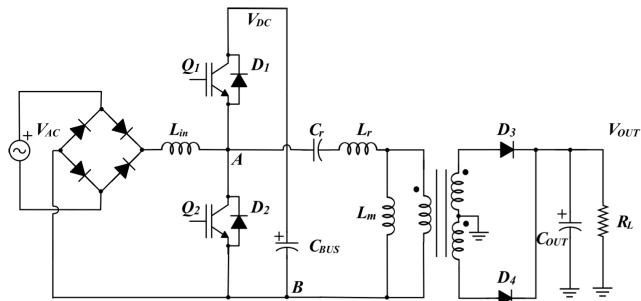 V_DC
Q_1
D_1
V_AC
L_in
C_r
L_r
D_3
V_OUT
A
Q_2
D_2
L_m
C_BUS
C_OUT
R_L
D_4
B
+
+
+